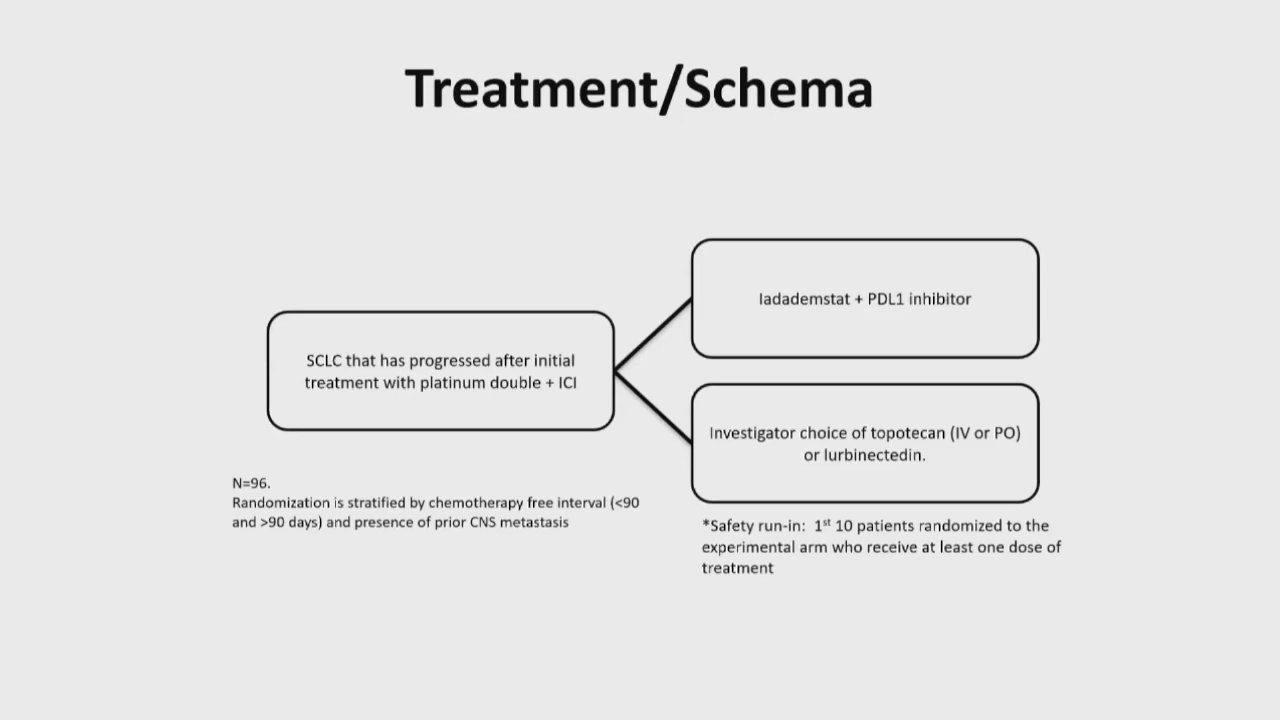 Treatment/Schema
SCLC that has progressed after initial
treatment with platinum double + ICI
Iadademstat + PDL1 inhibitor
Investigator choice of topotecan (IV or PO)
or lurbinectedin.
N=96.
Randomization is stratified by chemotherapy free interval (<90
and >90 days) and presence of prior CNS metastasis
*Safety run-in:  1st 10 patients randomized to the
experimental arm who receive at least one dose of
treatment